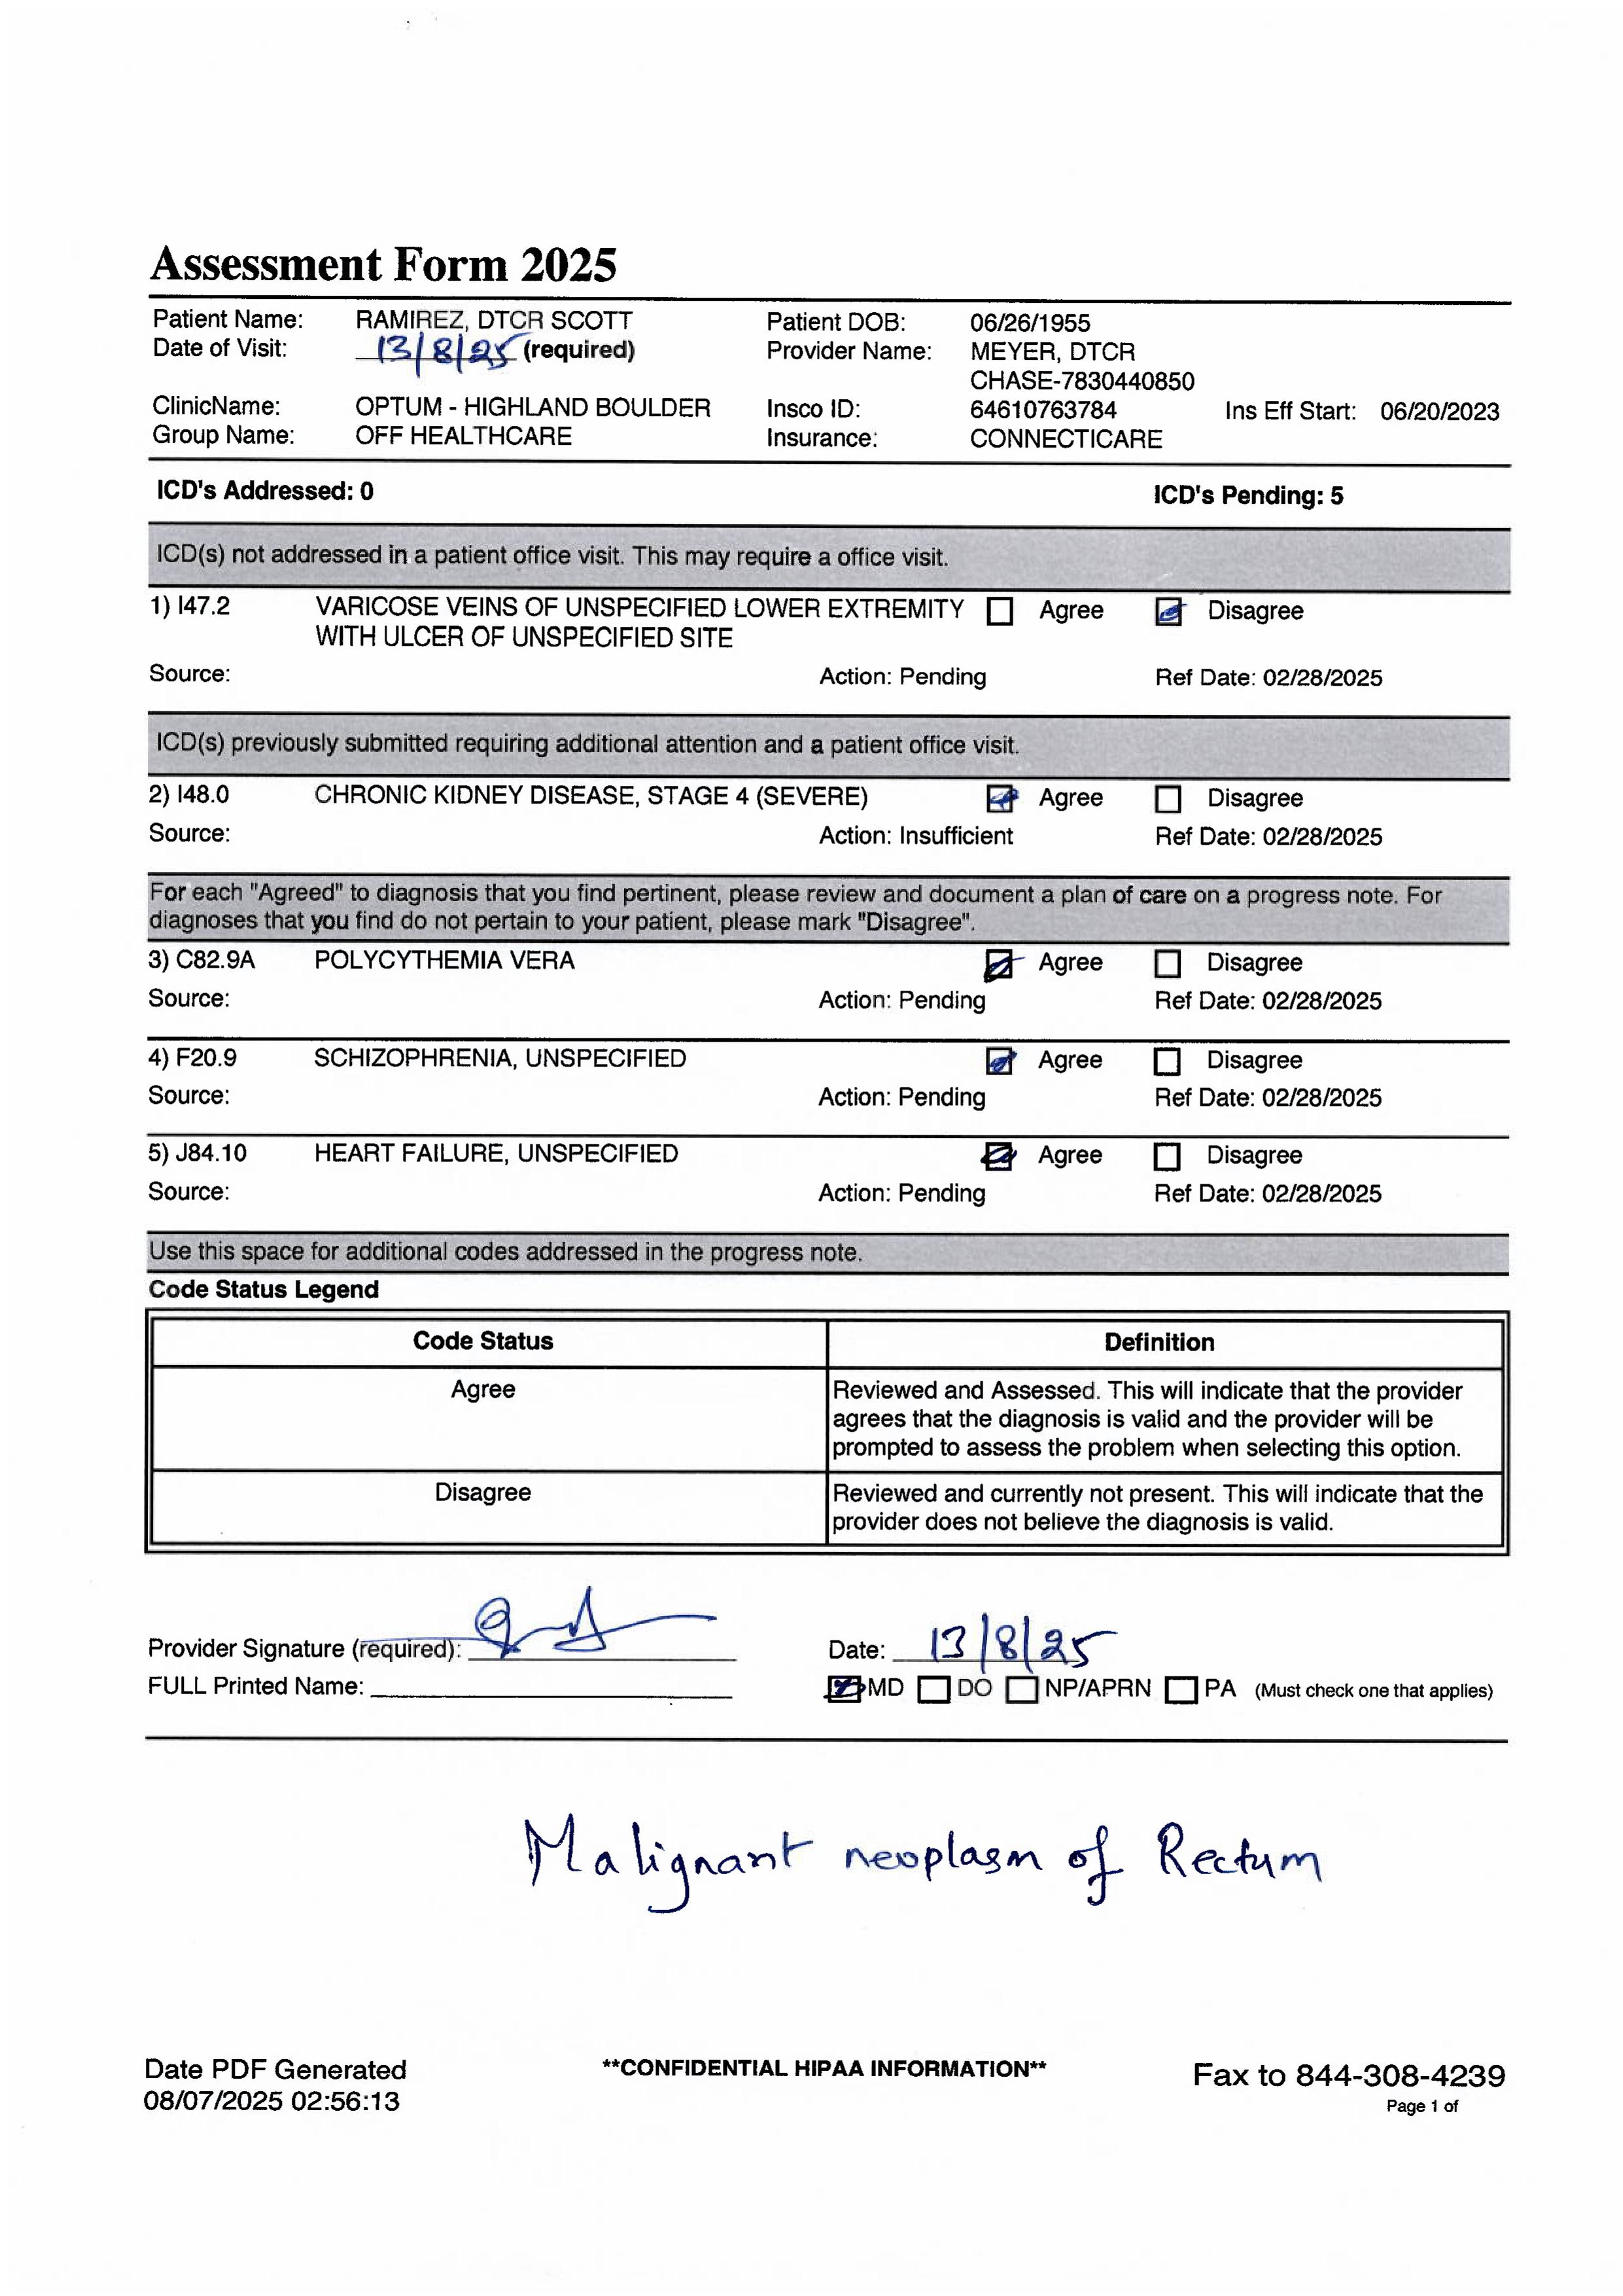 Assessment Form 2025
Patient Name: RAMIREZ, DTCR SCOTT Patient DOB: 06/26/1955
Date of Visit: 13/8/25 (required) Provider Name: MEYER, DTCR
CHASE-7830440850
ClinicName: OPTUM - HIGHLAND BOULDER Insco ID: 64610763784 Ins Eff Start: 06/20/2023
Group Name: OFF HEALTHCARE Insurance: CONNECTICARE
ICD's Addressed: 0 ICD's Pending: 5
ICD(s) not addressed in a patient office visit. This may require a office visit.
1) I47.2 VARICOSE VEINS OF UNSPECIFIED LOWER EXTREMITY Agree Disagree
WITH ULCER OF UNSPECIFIED SITE
Source: Action: Pending Ref Date: 02/28/2025
ICD(s) previously submitted requiring additional attention and a patient office visit.
2) I48.0 CHRONIC KIDNEY DISEASE, STAGE 4 (SEVERE) Agree Disagree
Source: Action: Insufficient Ref Date: 02/28/2025
For each "Agreed" to diagnosis that you find pertinent, please review and document a plan of care on a progress note. For
diagnoses that you find do not pertain to your patient, please mark "Disagree".
3) C82.9A POLYCYTHEMIA VERA Agree Disagree
Source: Action: Pending Ref Date: 02/28/2025
4) F20.9 SCHIZOPHRENIA, UNSPECIFIED Agree Disagree
Source: Action: Pending Ref Date: 02/28/2025
5) J84.10 HEART FAILURE, UNSPECIFIED Agree Disagree
Source: Action: Pending Ref Date: 02/28/2025
Use this space for additional codes addressed in the progress note.
Code Status Legend
Code Status Definition
Agree Reviewed and Assessed. This will indicate that the provider
agrees that the diagnosis is valid and the provider will be
prompted to assess the problem when selecting this option.
Disagree Reviewed and currently not present. This will indicate that the
provider does not believe the diagnosis is valid.
Provider Signature (required): Date: 13/8/25
FULL Printed Name: MD DO NP/APRN PA (Must check one that applies)
Malignant neoplasm of Rectum
Date PDF Generated **CONFIDENTIAL HIPAA INFORMATION** Fax to 844-308-4239
08/07/2025 02:56:13 Page 1 of